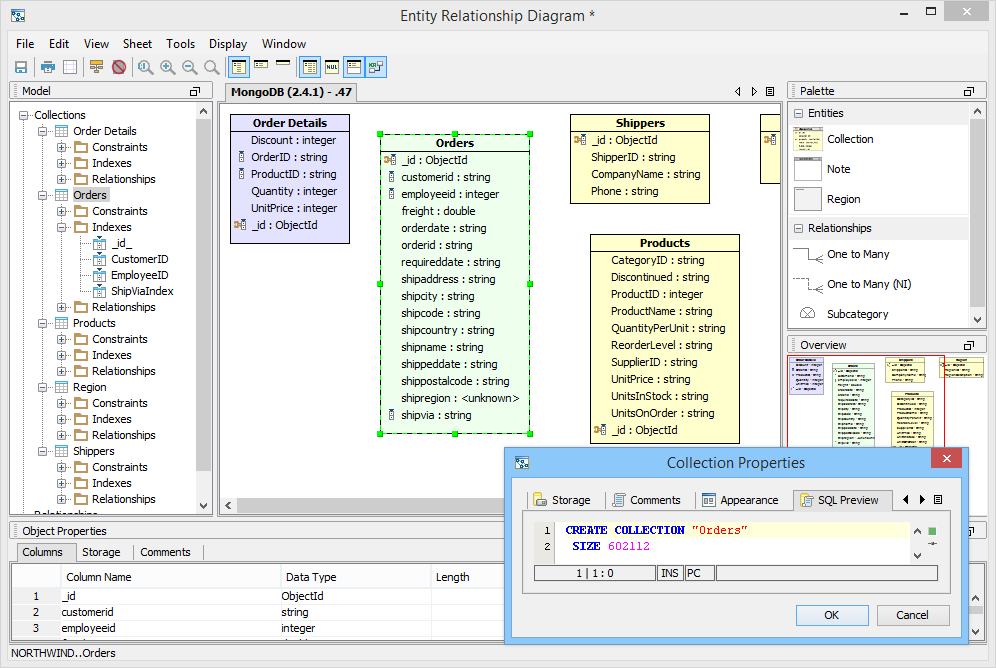 Entity Relationship Diagram *
File Edit View Sheet Tools Display Window
Model
Collections
Order Details
Constraints
Indexes
Relationships
Orders
Constraints
Indexes
_id_
CustomerID
EmployeeID
ShipViaIndex
Relationships
Products
Constraints
Indexes
Relationships
Region
Constraints
Indexes
Relationships
Shippers
Constraints
Indexes
Relationships
MongoDB (2.4.1) - .47
Order Details
Discount : integer
OrderID : string
ProductID : string
Quantity : integer
UnitPrice : integer
_id : ObjectId
Orders
_id : ObjectId
customerid : string
employeeid : integer
freight : double
orderdate : string
orderid : string
requireddate : string
shipaddress : string
shipcity : string
shipcode : string
shipcountry : string
shipname : string
shippeddate : string
shippostalcode : string
shipregion : <unknown>
shipvia : string
Shippers
_id : ObjectId
ShipperID : string
CompanyName : string
Phone : string
Products
CategoryID : string
Discontinued : string
ProductID : integer
ProductName : string
QuantityPerUnit : string
ReorderLevel : string
SupplierID : string
UnitPrice : string
UnitsInStock : string
UnitsOnOrder : string
_id : ObjectId
Palette
Entities
Collection
Note
Region
Relationships
One to Many
One to Many (NI)
Subcategory
Overview
Object Properties
Columns Storage Comments
Column Name Data Type Length
1 _id ObjectId
2 customerid string
3 employeeid integer
NORTHWIND..Orders
Collection Properties
Storage Comments Appearance SQL Preview
1 CREATE COLLECTION "Orders"
2 SIZE 602112
1 | 1 : 0 INS PC
OK Cancel